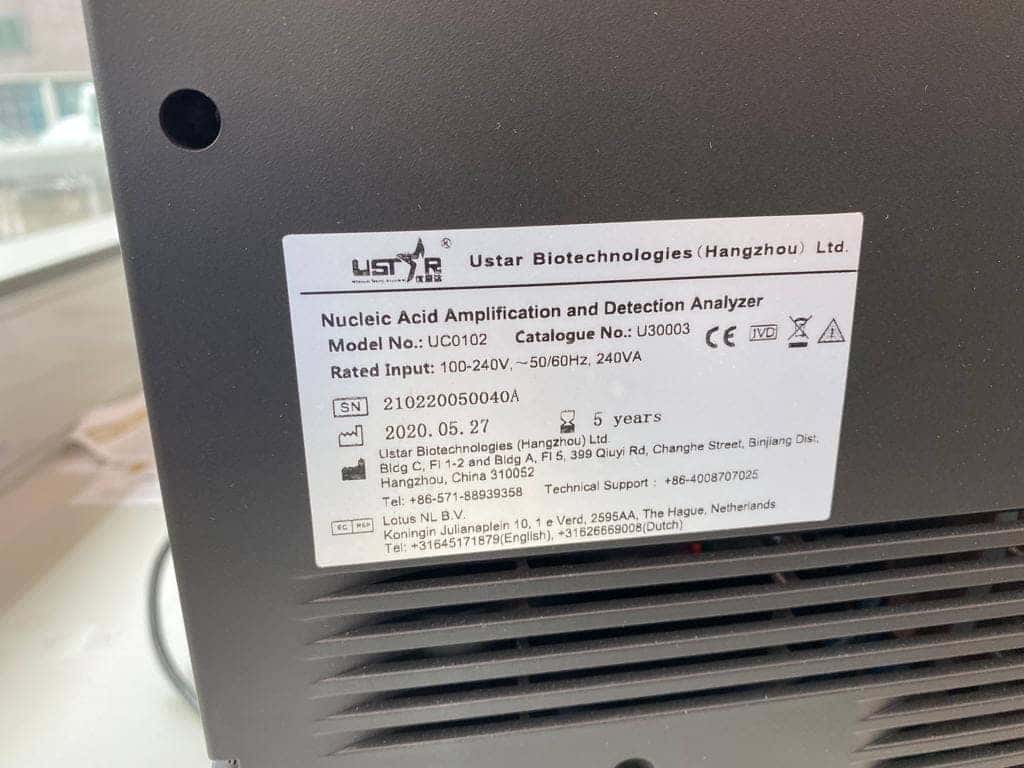 USTAR ®
Ustar Biotechnologies (Hangzhou) Ltd.
Nucleic Acid Amplification and Detection Analyzer
Model No.: UC0102 Catalogue No.: U30003
CE IVD
Rated Input: 100-240V,~50/60Hz, 240VA
SN 210220050040A
2020.05.27 5 years
Ustar Biotechnologies (Hangzhou) Ltd.
Bldg C, Fl 1-2 and Bldg A, Fl 5, 399 Qiuyi Rd, Changhe Street, Binjiang Dist,
Hangzhou, China 310052
Tel: +86-571-88939358 Technical Support : +86-4008707025
EC REP
Lotus NL B.V.
Koningin Julianaplein 10, 1 e Verd, 2595AA, The Hague, Netherlands
Tel: +31645171879(English), +31626669008(Dutch)